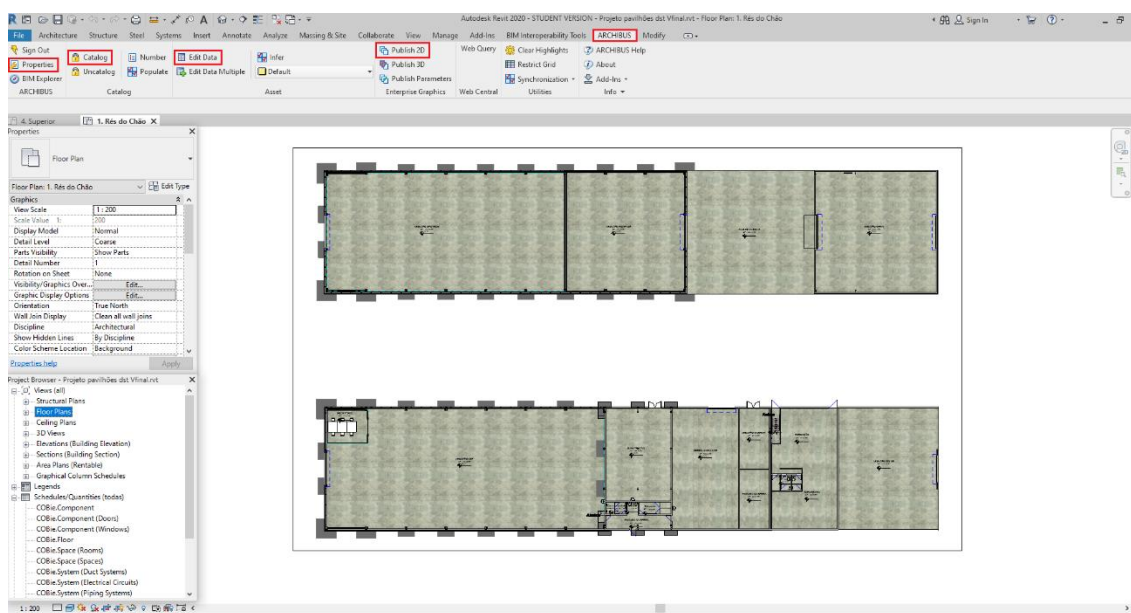 Autodesk Revit 2020 - STUDENT VERSION - Projeto pavilhões dst Vfinal.rvt - Floor Plan: 1. Rés do Chão
Sign In
File Architecture Structure Steel Systems Insert Annotate Analyze Massing & Site Collaborate View Manage Add-Ins BIM Interoperability Tools ARCHIBUS Modify
Sign Out
Properties
BIM Explorer
ARCHIBUS
Catalog
Uncatalog
Number
Populate
Catalog
Edit Data
Edit Data Multiple
Infer
Default
Asset
Publish 2D
Publish 3D
Publish Parameters
Enterprise Graphics
Web Query
Web Central
Clear Highlights
Restrict Grid
Synchronization
Utilities
ARCHIBUS Help
About
Add-Ins
Info
4. Superior
1. Rés do Chão X
Properties X
Floor Plan
Floor Plan: 1. Rés do Chão Edit Type
Graphics
View Scale 1 : 200
Scale Value 1: 200
Display Model Normal
Detail Level Coarse
Parts Visibility Show Parts
Detail Number 1
Rotation on Sheet None
Visibility/Graphics Over... Edit...
Graphic Display Options Edit...
Orientation True North
Wall Join Display Clean all wall joins
Discipline Architectural
Show Hidden Lines By Discipline
Color Scheme Location Background
Properties help Apply
Project Browser - Projeto pavilhões dst Vfinal.rvt X
Views (all)
Structural Plans
Floor Plans
Ceiling Plans
3D Views
Elevations (Building Elevation)
Sections (Building Section)
Area Plans (Rentable)
Graphical Column Schedules
Legends
Schedules/Quantities (todas)
COBie.Component
COBie.Component (Doors)
COBie.Component (Windows)
COBie.Floor
COBie.Space (Rooms)
COBie.Space (Spaces)
COBie.System (Duct Systems)
COBie.System (Electrical Circuits)
COBie.System (Piping Systems)
1 : 200